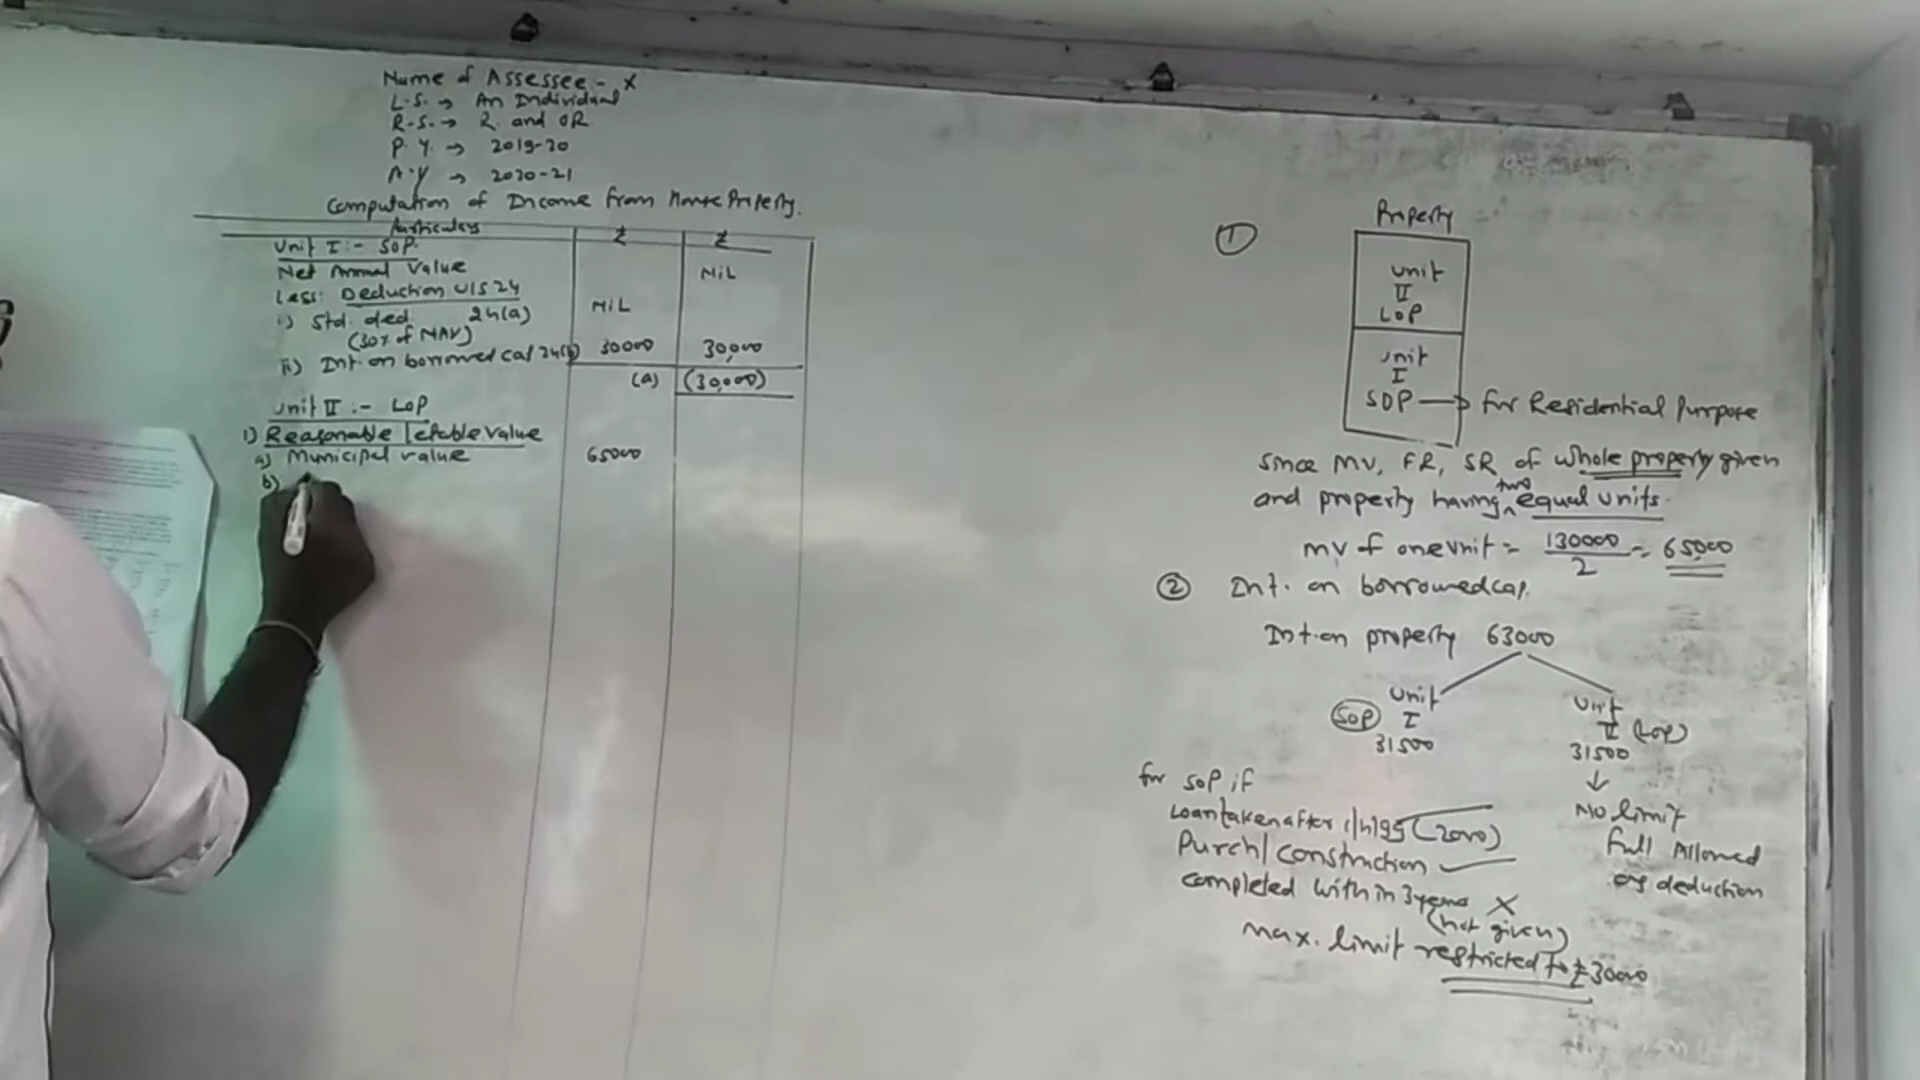 Name of Assessee - X
L.S. → An Individual
R.S. → R. and OR
P.Y. → 2019-20
A.Y → 2020-21
Computation of Income from House Property.
Particulars ₹ ₹
Unit I :- SOP.
Net Annual Value NiL
Less: Deduction U/S 24
i) Std. ded. 24(a) NiL
(30% of NAV)
ii) Int. on borrowed cap 24(b) 30000 30,000
(a) (30,000)
Unit II :- LOP
1) Reasonable letable value
a) Municipal value 65000
b)
① Property
Unit
II
LOP
Unit
I
SOP → for Residential Purpose
Since MV, FR, SR of whole property given
and property having two equal units.
MV of one unit = 130000/2 = 65000
② Int. on borrowed cap.
Int. on property 63000
Unit Unit
SOP I II (LOP)
31500 31500
↓
No limit
full Allowed
as deduction
for SOP, if
Loan taken after 1/4/99 (2000)
Purch/Construction
completed within 3 years X
(not given)
max. limit restricted to ₹30000